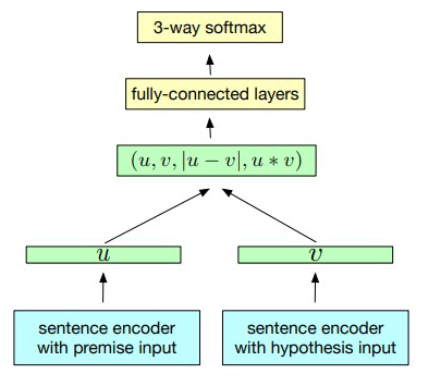 3-way softmax
fully-connected layers
(u, v, |u − v|, u ∗ v)
u
v
sentence encoder
with premise input
sentence encoder
with hypothesis input